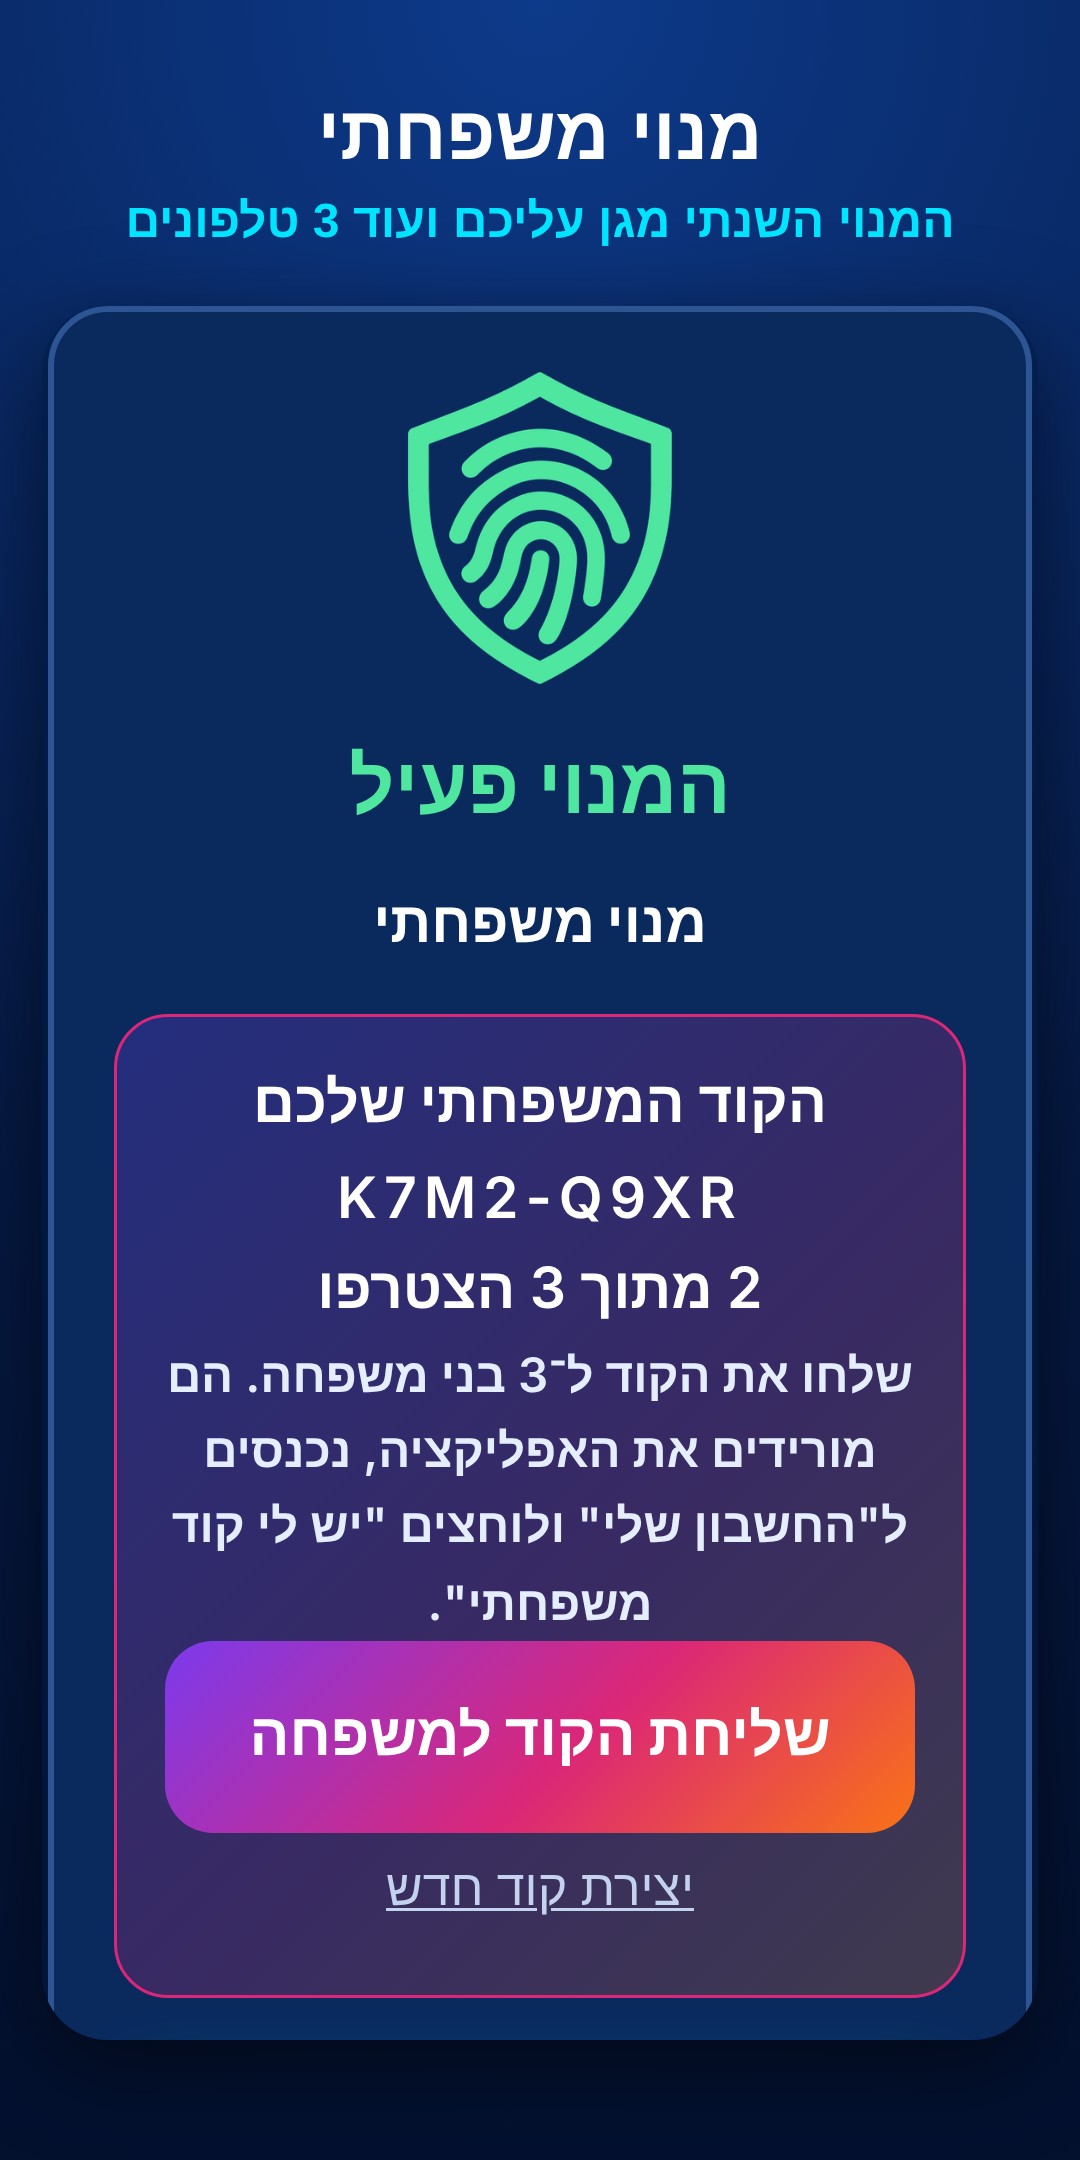 מנוי משפחתי
המנוי השנתי מגן עליכם ועוד 3 טלפונים
המנוי פעיל
מנוי משפחתי
הקוד המשפחתי שלכם
K7M2-Q9XR
2 מתוך 3 הצטרפו
שלחו את הקוד ל־3 בני משפחה. הם
מורידים את האפליקציה, נכנסים
ל"החשבון שלי" ולוחצים "יש לי קוד
משפחתי".
שליחת הקוד למשפחה
יצירת קוד חדש